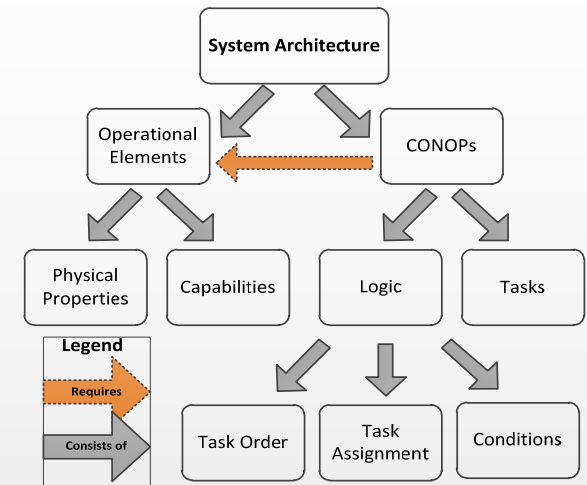 System Architecture
Operational
Elements
CONOPs
Physical
Properties
Capabilities
Logic
Tasks
Legend
Requires
Consists of
Task Order
Task
Assignment
Conditions